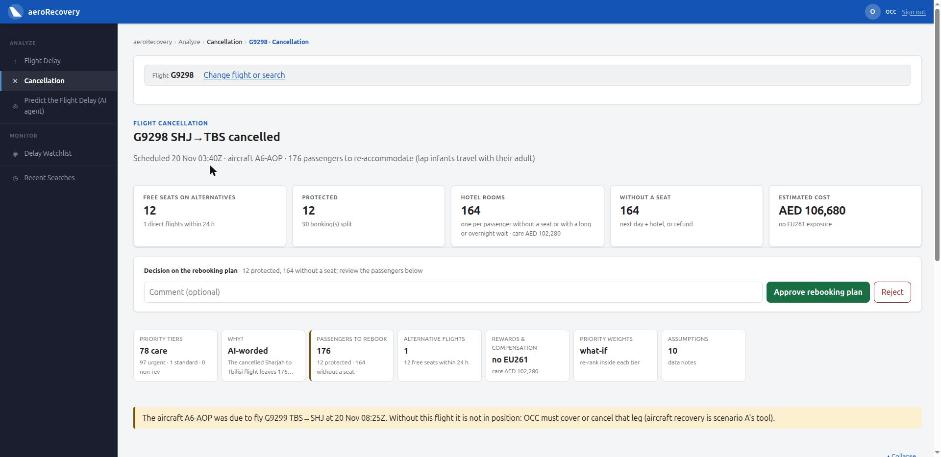 aeroRecovery
O OCC Sign out
ANALYZE
Flight Delay
Cancellation
Predict the Flight Delay (AI
agent)
MONITOR
Delay Watchlist
Recent Searches
aeroRecovery › Analyze › Cancellation › G9298 · Cancellation
Flight G9298 Change flight or search
FLIGHT CANCELLATION
G9298 SHJ→TBS cancelled
Scheduled 20 Nov 03:40Z · aircraft A6-AOP · 176 passengers to re-accommodate (lap infants travel with their adult)
FREE SEATS ON ALTERNATIVES
12
1 direct flights within 24 h
PROTECTED
12
30 booking(s) split
HOTEL ROOMS
164
one per passenger without a seat or with a long
or overnight wait · care AED 102,280
WITHOUT A SEAT
164
next day + hotel, or refund
ESTIMATED COST
AED 106,680
no EU261 exposure
Decision on the rebooking plan 12 protected, 164 without a seat; review the passengers below
Comment (optional)
Approve rebooking plan
Reject
PRIORITY TIERS
78 care
97 urgent · 1 standard · 0
non-rev
WHY?
AI-worded
The cancelled Sharjah to
Tbilisi flight leaves 176…
PASSENGERS TO REBOOK
176
12 protected · 164
without a seat
ALTERNATIVE FLIGHTS
1
12 free seats within 24 h
REWARDS &
COMPENSATION
no EU261
care AED 102,280
PRIORITY WEIGHTS
what-if
re-rank inside each tier
ASSUMPTIONS
10
data notes
The aircraft A6-AOP was due to fly G9299 TBS→SHJ at 20 Nov 08:25Z. Without this flight it is not in position: OCC must cover or cancel that leg (aircraft recovery is scenario A's tool).
Collapse